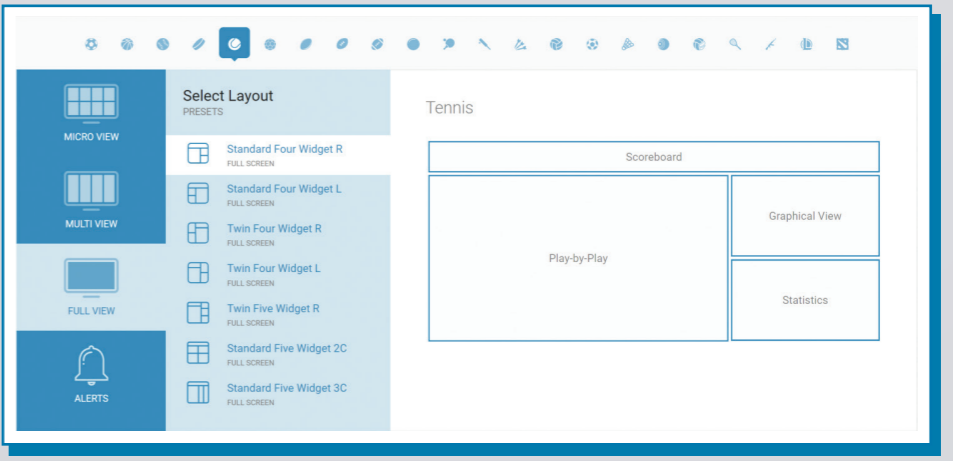 MICRO VIEW
MULTI VIEW
FULL VIEW
ALERTS
Select Layout
PRESETS
Standard Four Widget R
FULL SCREEN
Standard Four Widget L
FULL SCREEN
Twin Four Widget R
FULL SCREEN
Twin Four Widget L
FULL SCREEN
Twin Five Widget R
FULL SCREEN
Standard Five Widget 2C
FULL SCREEN
Standard Five Widget 3C
FULL SCREEN
Tennis
Scoreboard
Play-by-Play
Graphical View
Statistics